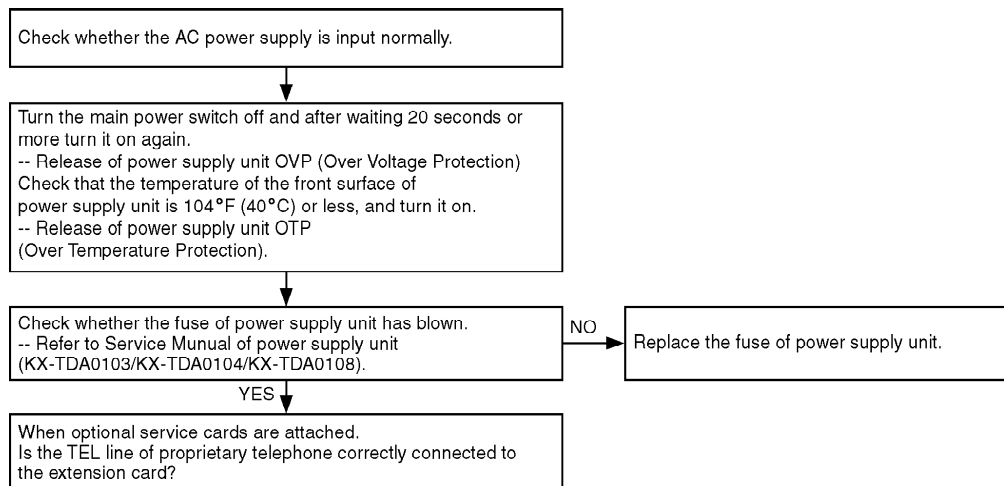 Check whether the AC power supply is input normally.
Turn the main power switch off and after waiting 20 seconds or
more turn it on again.
-- Release of power supply unit OVP (Over Voltage Protection)
Check that the temperature of the front surface of
power supply unit is 104°F (40°C) or less, and turn it on.
-- Release of power supply unit OTP
(Over Temperature Protection).
Check whether the fuse of power supply unit has blown.
-- Refer to Service Munual of power supply unit
(KX-TDA0103/KX-TDA0104/KX-TDA0108).
NO
Replace the fuse of power supply unit.
YES
When optional service cards are attached.
Is the TEL line of proprietary telephone correctly connected to
the extension card?